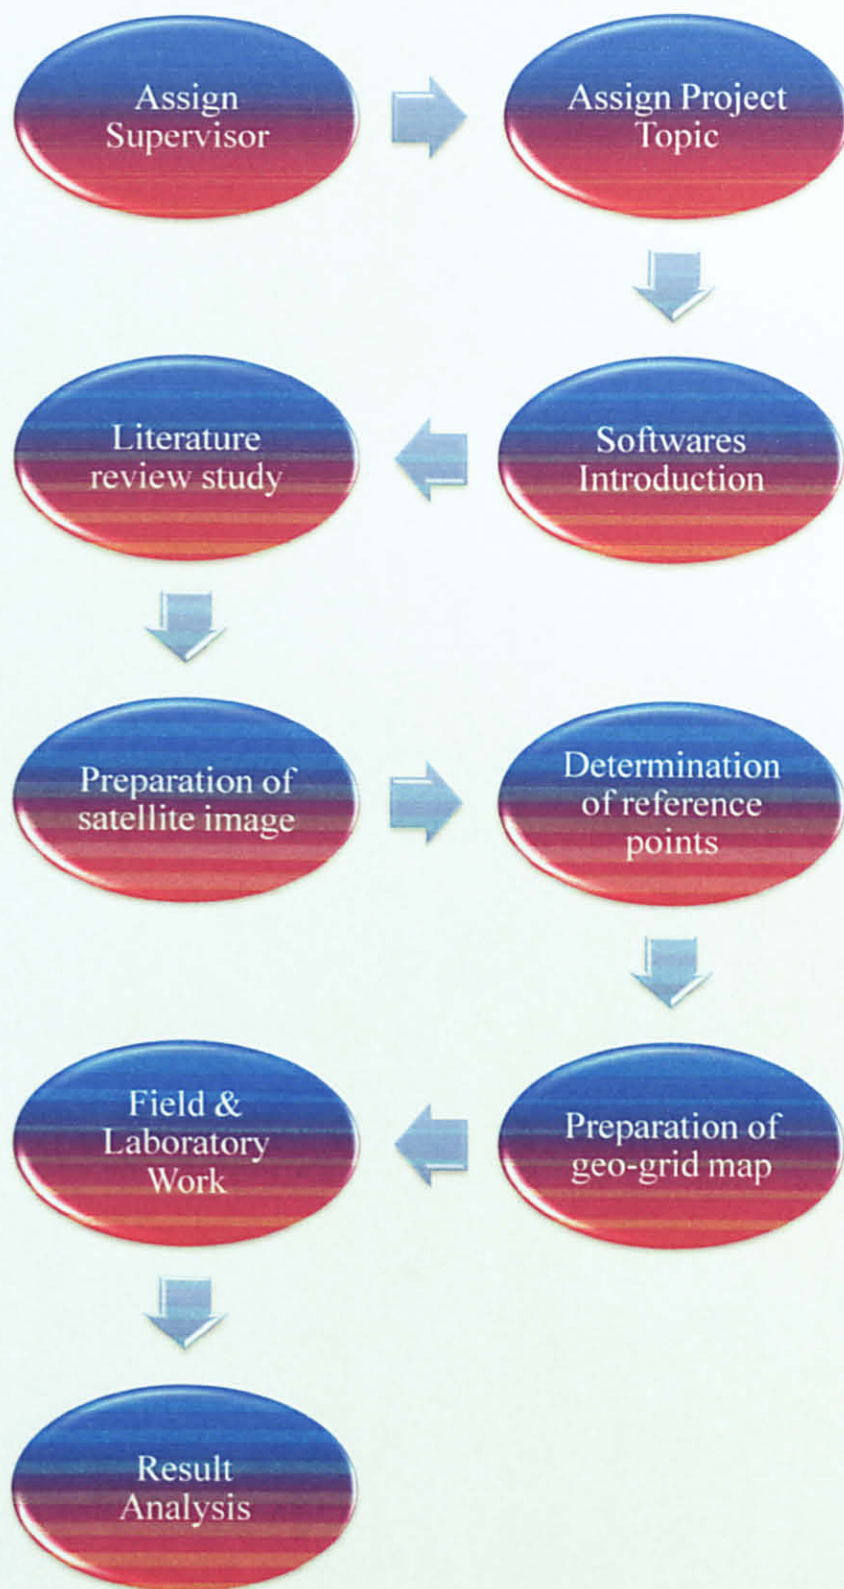 Assign
Supervisor
Assign Project
Topic
Softwares
Introduction
Literature
review study
Preparation of
satellite image
Determination
of reference
points
Preparation of
geo-grid map
Field &
Laboratory
Work
Result
Analysis